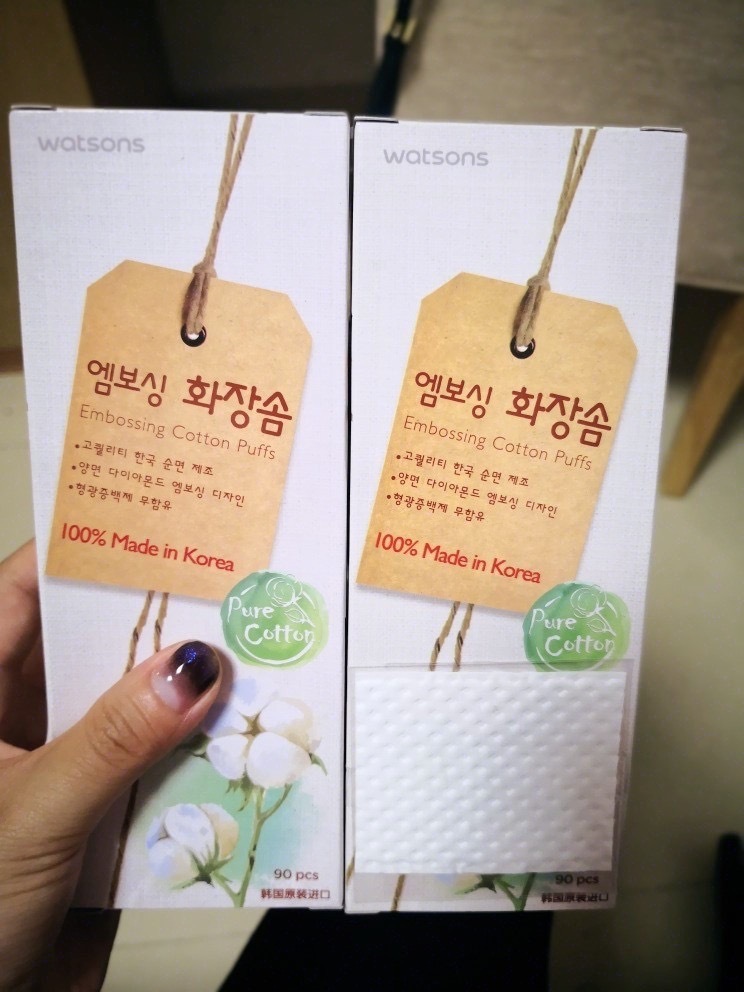 watsons
엠보싱 화장솜
Embossing Cotton Puffs
•고퀄리티 한국 순면 제조
•양면 다이아몬드 엠보싱 디자인
•형광증백제 무함유
100% Made in Korea
Pure
Cotton
90 pcs
韩国原装进口
watsons
엠보싱 화장솜
Embossing Cotton Puffs
•고퀄리티 한국 순면 제조
•양면 다이아몬드 엠보싱 디자인
•형광증백제 무함유
100% Made in Korea
Pure
Cotton
90 pcs
韩国原装进口